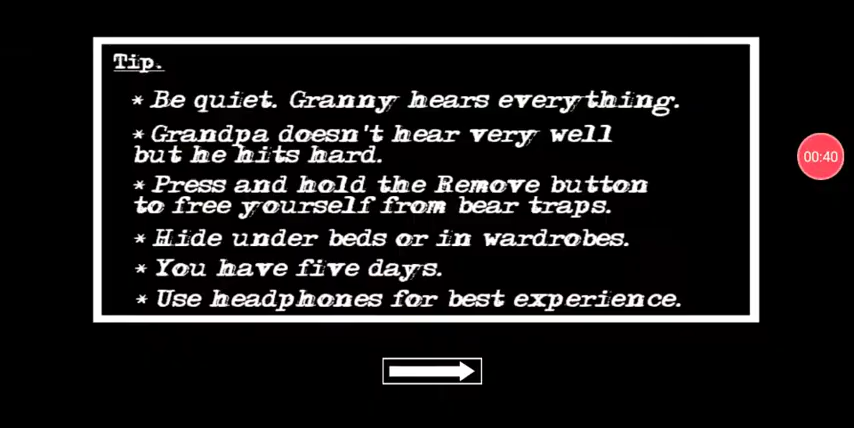 Tip.
* Be quiet. Granny hears everything.
* Grandpa doesn't hear very well
but he hits hard.
* Press and hold the Remove button
to free yourself from bear traps.
* Hide under beds or in wardrobes.
* You have five days.
* Use headphones for best experience.
00:40